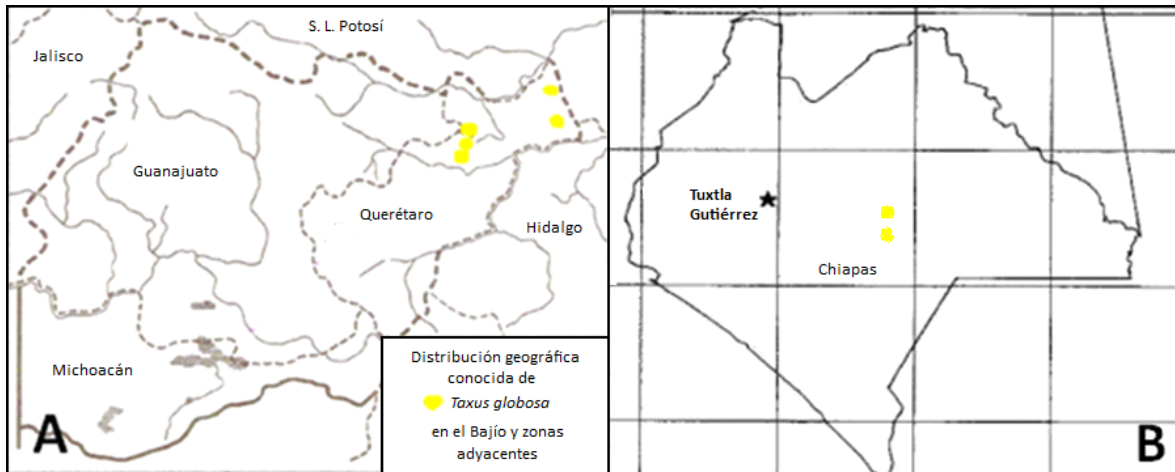 S. L. Potosí
Jalisco
Guanajuato
Querétaro
Hidalgo
Michoacán
A
Distribución geográfica
conocida de
Taxus globosa
en el Bajío y zonas
adyacentes
Tuxtla
Gutiérrez
Chiapas
B